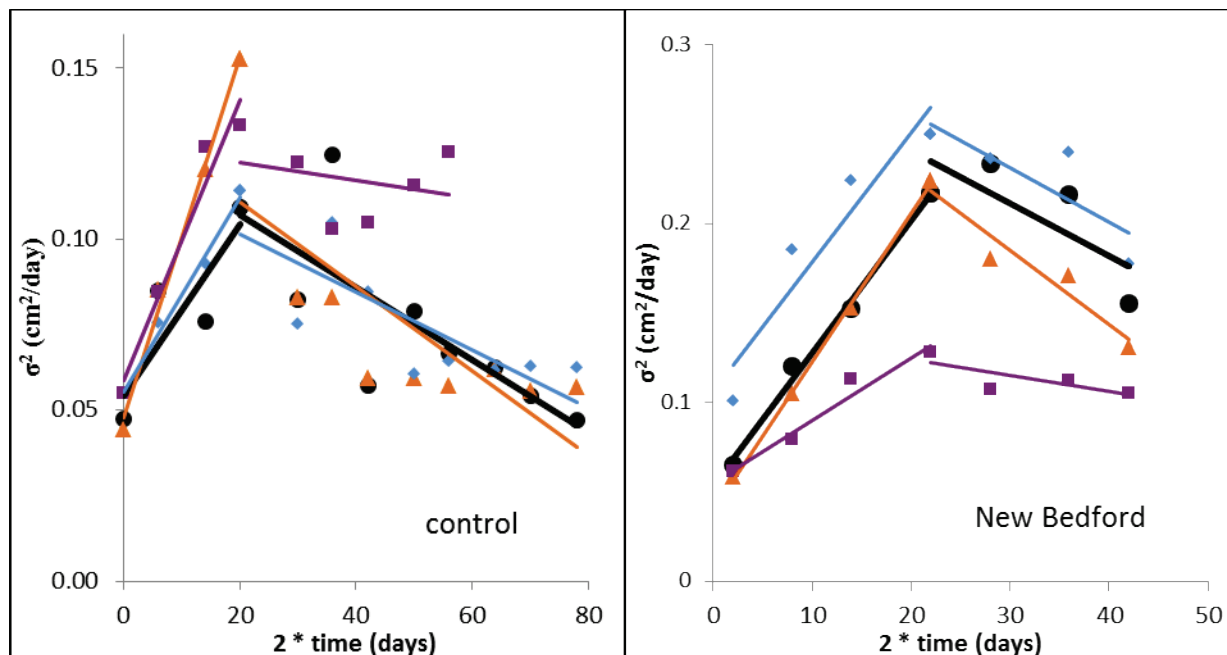 σ² (cm²/day)
0.15
0.10
0.05
0.00
0 20 40 60 80
2 * time (days)
control
σ² (cm²/day)
0.3
0.2
0.1
0
0 10 20 30 40 50
2 * time (days)
New Bedford